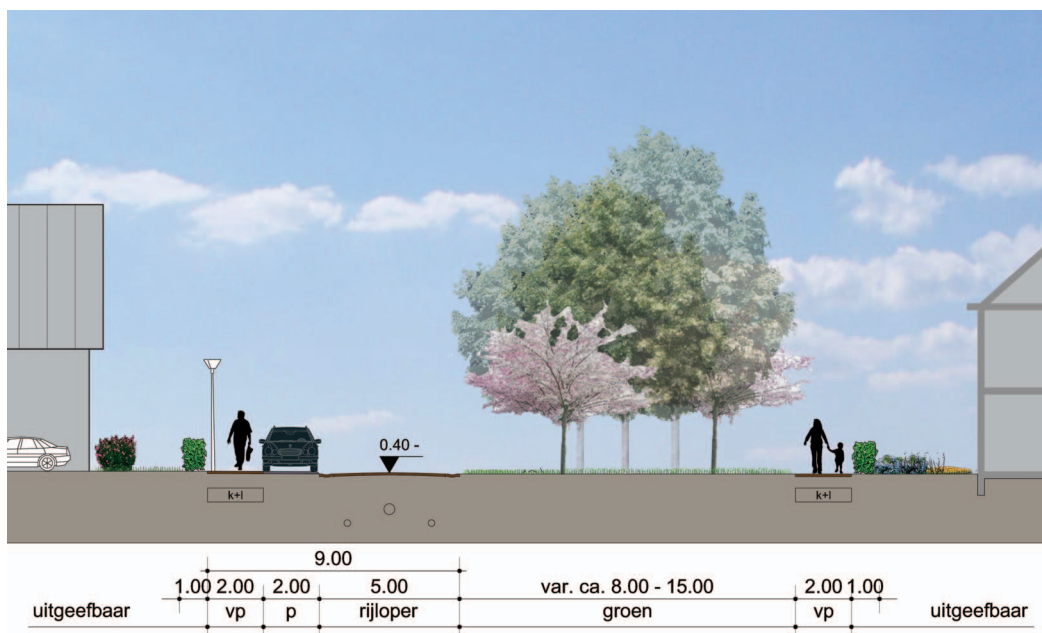 0.40 -
k+l
k+l
9.00
1.00 2.00 2.00 5.00 var. ca. 8.00 - 15.00 2.00 1.00
uitgeefbaar vp p rijloper groen vp uitgeefbaar